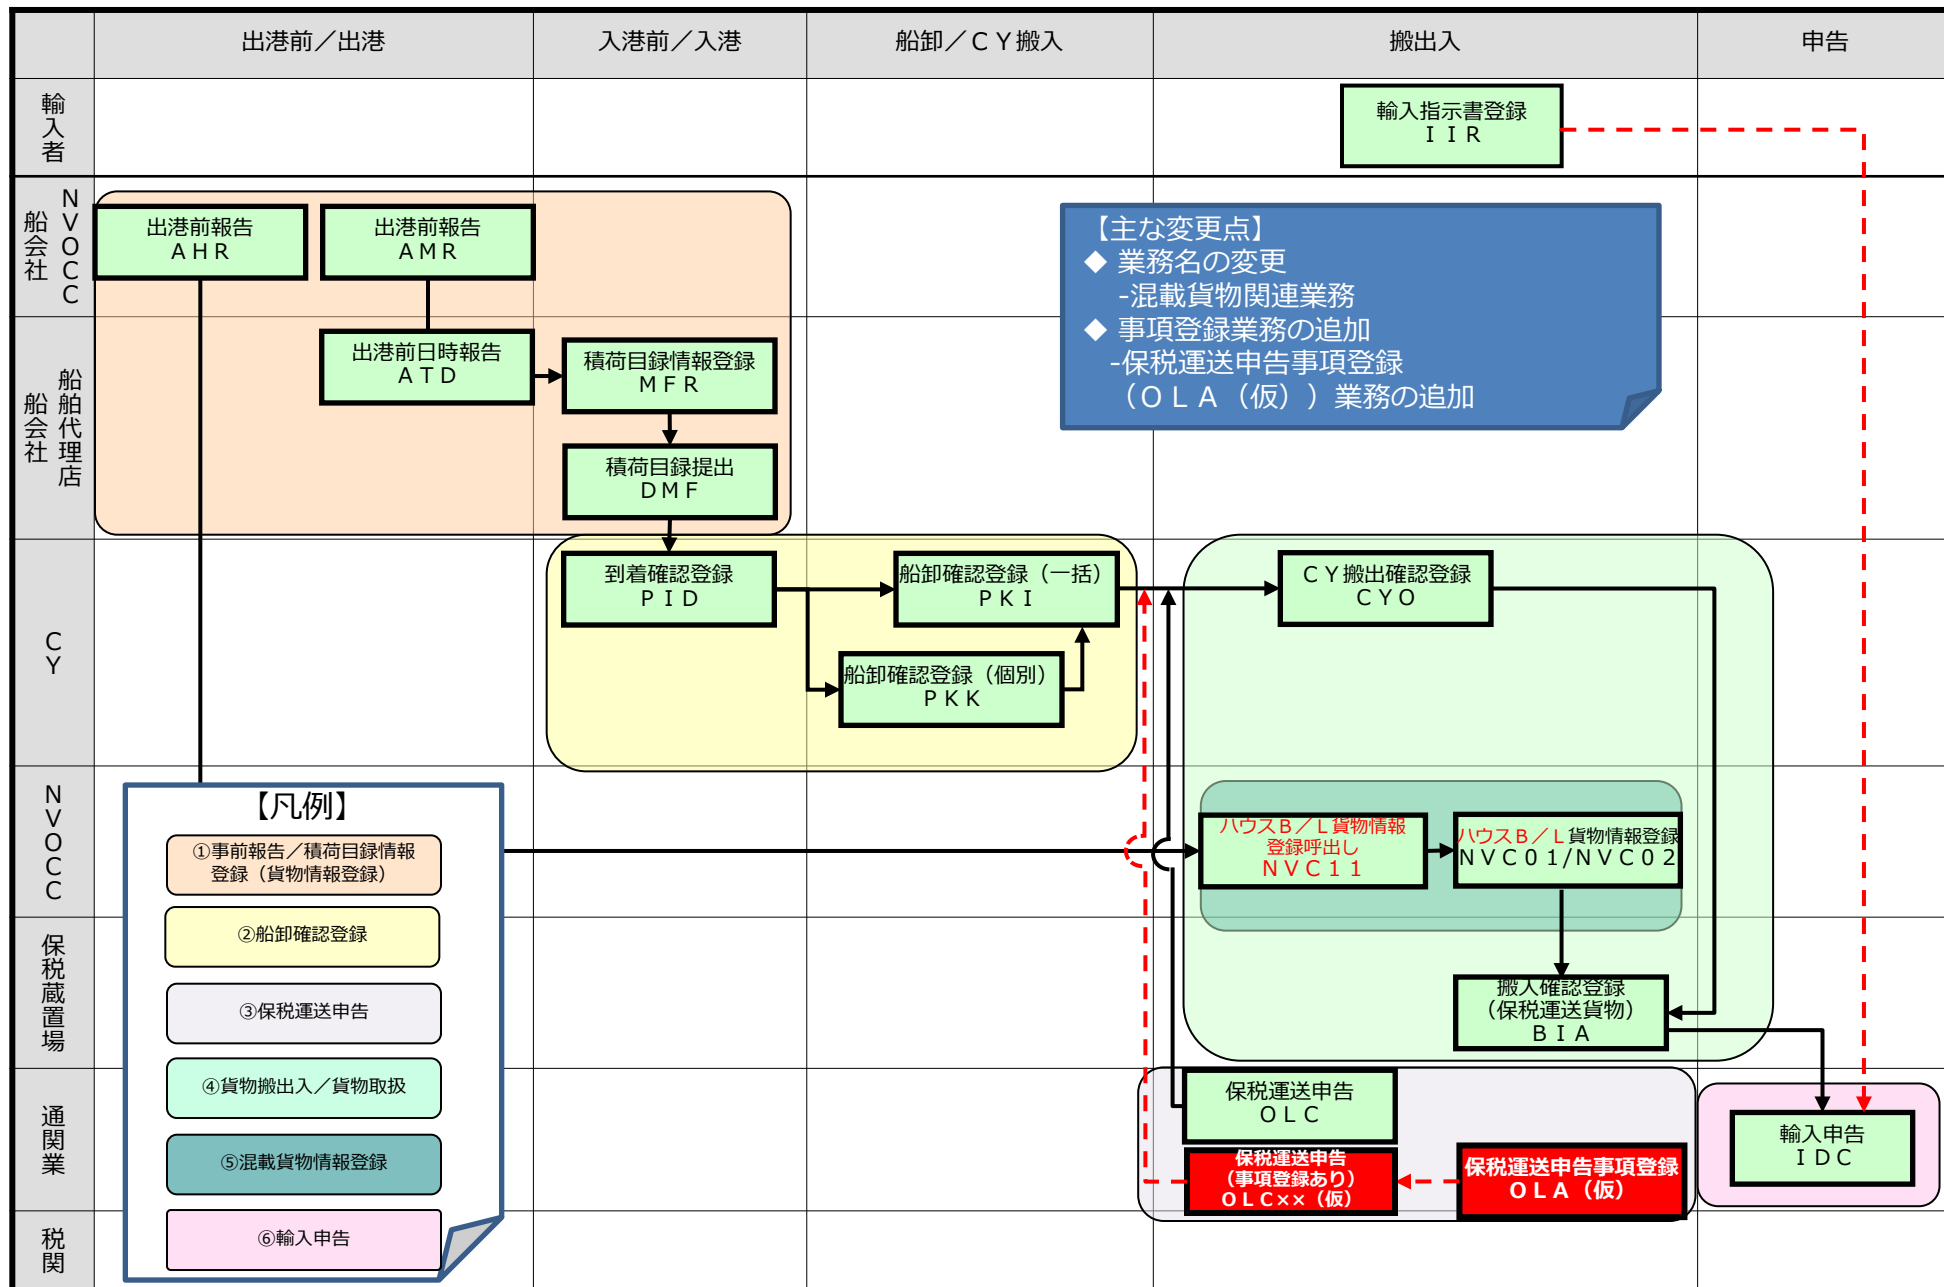 出港前／出港
入港前／入港
船卸／ＣＹ搬入
搬出入
申告
輸入者
輸入指示書登録
ＩＩＲ
ＮＶＯＣＣ
船会社
出港前報告
ＡＨＲ
出港前報告
ＡＭＲ
【主な変更点】
◆ 業務名の変更
-混載貨物関連業務
◆ 事項登録業務の追加
-保税運送申告事項登録
（ＯＬＡ（仮））業務の追加
船舶代理店
船会社
出港前日時報告
ＡＴＤ
積荷目録情報登録
ＭＦＲ
積荷目録提出
ＤＭＦ
ＣＹ
到着確認登録
ＰＩＤ
船卸確認登録（一括）
ＰＫＩ
船卸確認登録（個別）
ＰＫＫ
ＣＹ搬出確認登録
ＣＹＯ
ＮＶＯＣＣ
ハウスＢ／Ｌ貨物情報
登録呼出し
ＮＶＣ１１
ハウスＢ／Ｌ貨物情報登録
ＮＶＣ０１/ＮＶＣ０２
保税蔵置場
搬入確認登録
（保税運送貨物）
ＢＩＡ
通関業
保税運送申告
ＯＬＣ
保税運送申告
（事項登録あり）
ＯＬＣ××（仮）
保税運送申告事項登録
ＯＬＡ（仮）
輸入申告
ＩＤＣ
税関
【凡例】
①事前報告／積荷目録情報
登録（貨物情報登録）
②船卸確認登録
③保税運送申告
④貨物搬出入／貨物取扱
⑤混載貨物情報登録
⑥輸入申告